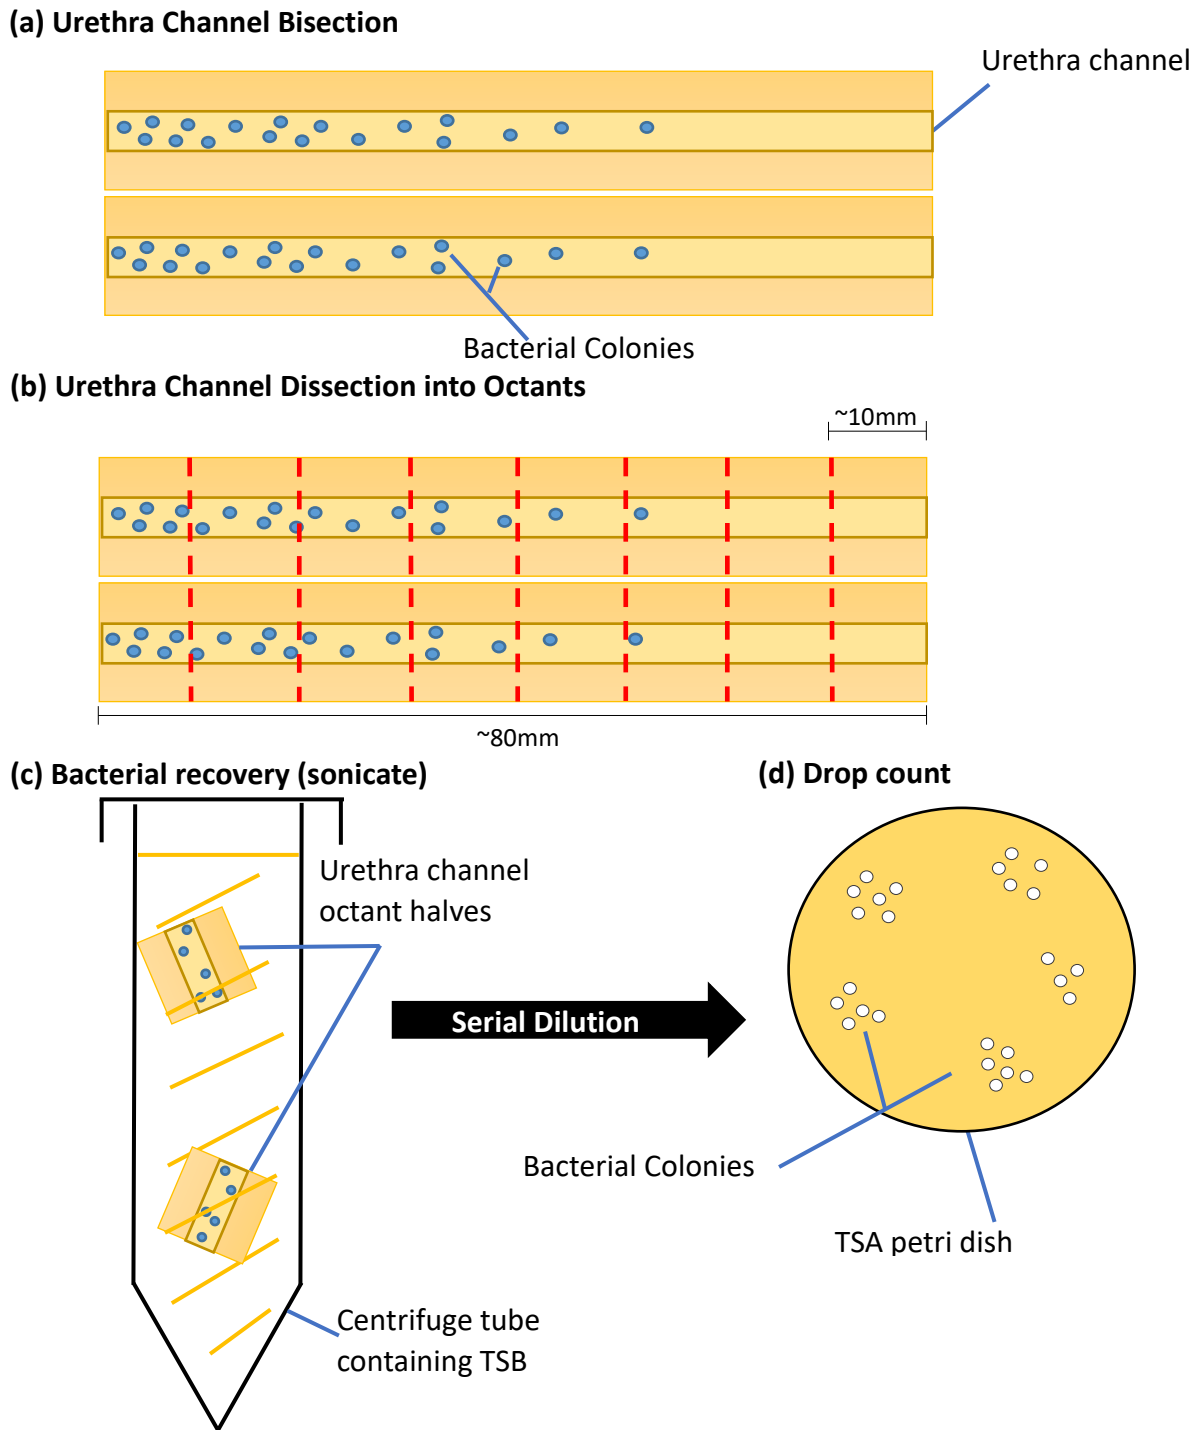 (a) Urethra Channel Bisection
Urethra channel
Bacterial Colonies
(b) Urethra Channel Dissection into Octants
~10mm
~80mm
(c) Bacterial recovery (sonicate)
(d) Drop count
Urethra channel
octant halves
Serial Dilution
Bacterial Colonies
TSA petri dish
Centrifuge tube
containing TSB